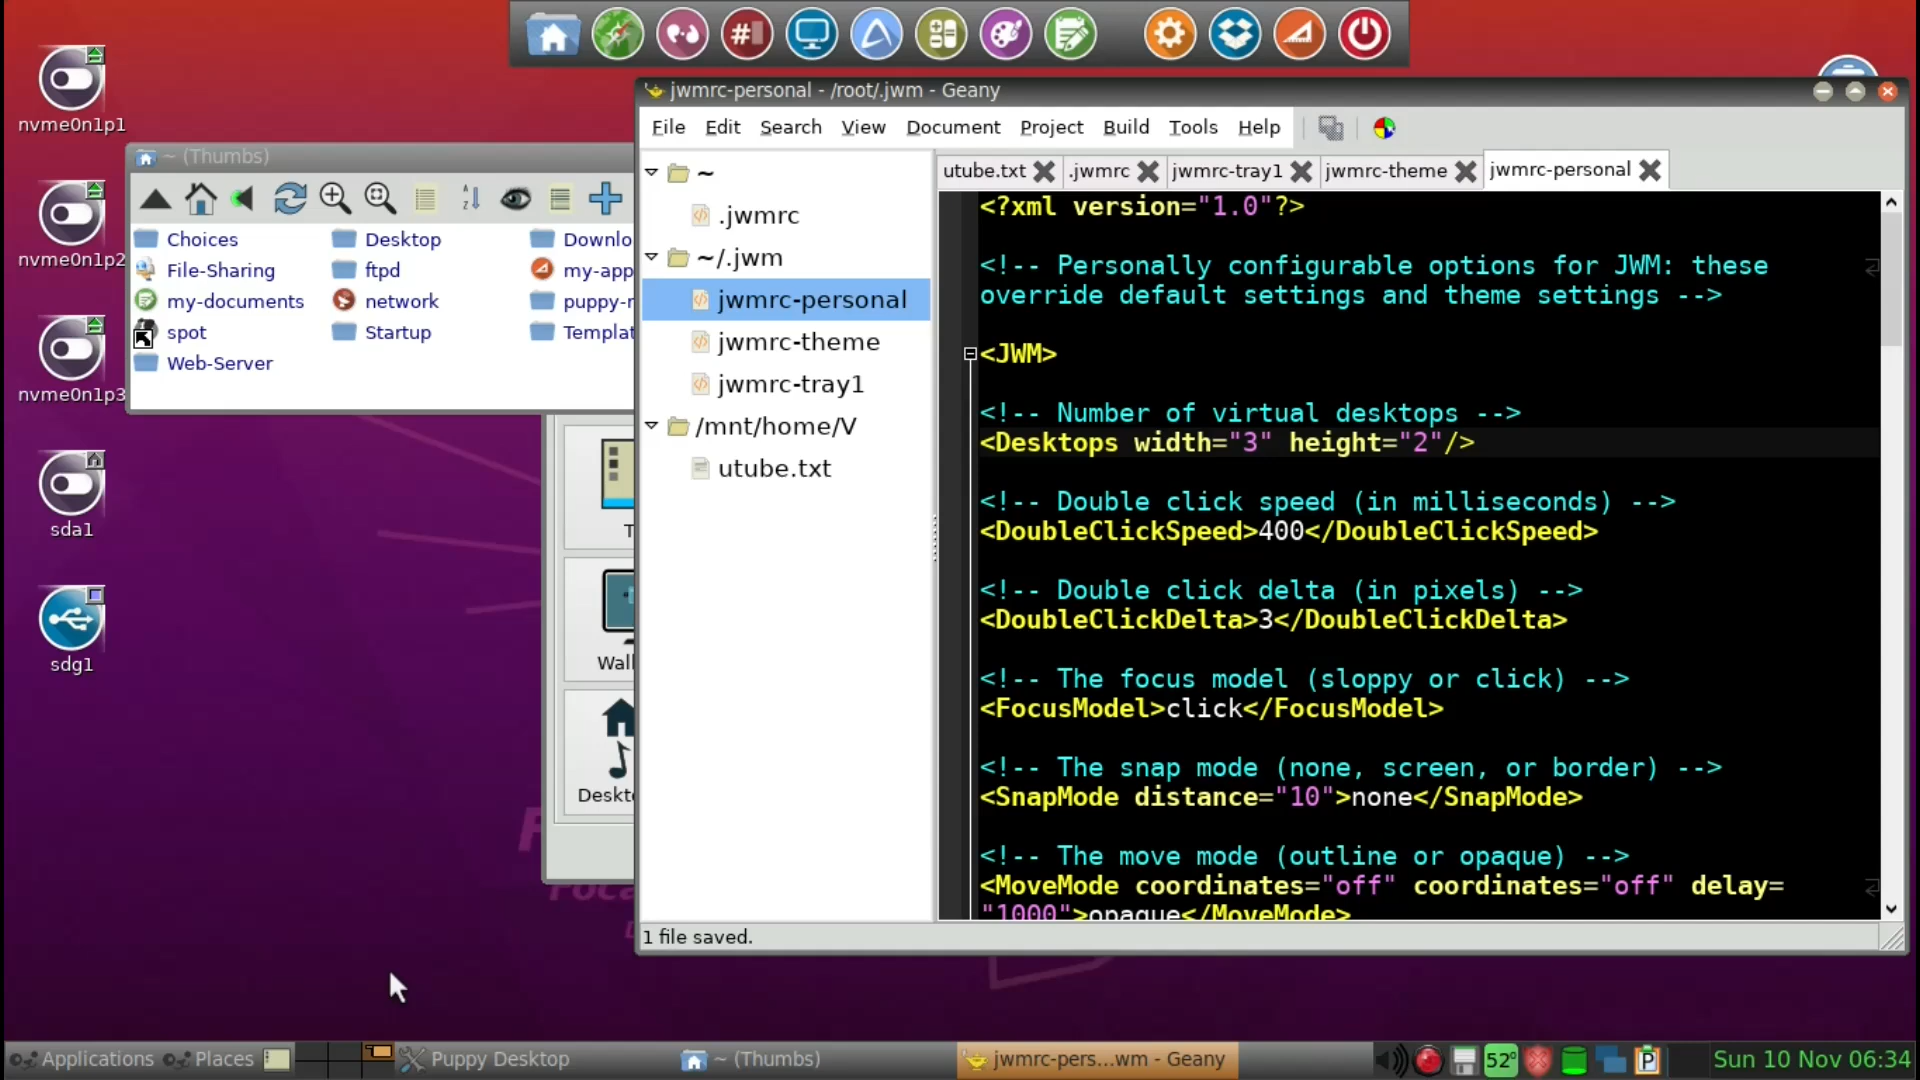 nvme0n1p1
nvme0n1p2
nvme0n1p3
sda1
sdg1
~ (Thumbs)
Choices
Desktop
Downlo
File-Sharing
ftpd
my-app
my-documents
network
puppy-r
spot
Startup
Templat
Web-Server
Wall
Deskto
jwmrc-personal - /root/.jwm - Geany
File Edit Search View Document Project Build Tools Help
utube.txt
.jwmrc
jwmrc-tray1
jwmrc-theme
jwmrc-personal
~
.jwmrc
~/.jwm
jwmrc-personal
jwmrc-theme
jwmrc-tray1
/mnt/home/V
utube.txt
<?xml version="1.0"?>
<!-- Personally configurable options for JWM: these
override default settings and theme settings -->
<JWM>
<!-- Number of virtual desktops -->
<Desktops width="3" height="2"/>
<!-- Double click speed (in milliseconds) -->
<DoubleClickSpeed>400</DoubleClickSpeed>
<!-- Double click delta (in pixels) -->
<DoubleClickDelta>3</DoubleClickDelta>
<!-- The focus model (sloppy or click) -->
<FocusModel>click</FocusModel>
<!-- The snap mode (none, screen, or border) -->
<SnapMode distance="10">none</SnapMode>
<!-- The move mode (outline or opaque) -->
<MoveMode coordinates="off" coordinates="off" delay=
"1000">opaque</MoveMode>
1 file saved.
Applications
Places
Puppy Desktop
~ (Thumbs)
jwmrc-pers...wm - Geany
52°
P
Sun 10 Nov 06:34